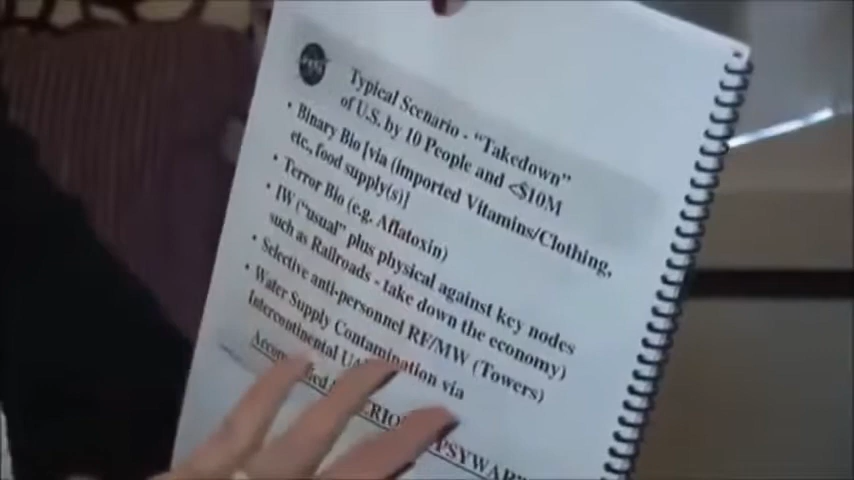 NASA
Typical Scenario - "Takedown"
of U.S. by 10 People and <$10M
• Binary Bio [via (imported Vitamins/Clothing,
etc., food supply(s)]
• Terror Bio (e.g. Aflatoxin)
• IW ("usual" plus physical against key nodes
such as Railroads - take down the economy)
• Selective anti-personnel RF/MW (Towers)
• Water Supply Contamination via
Intercontinental
PSYWAR"